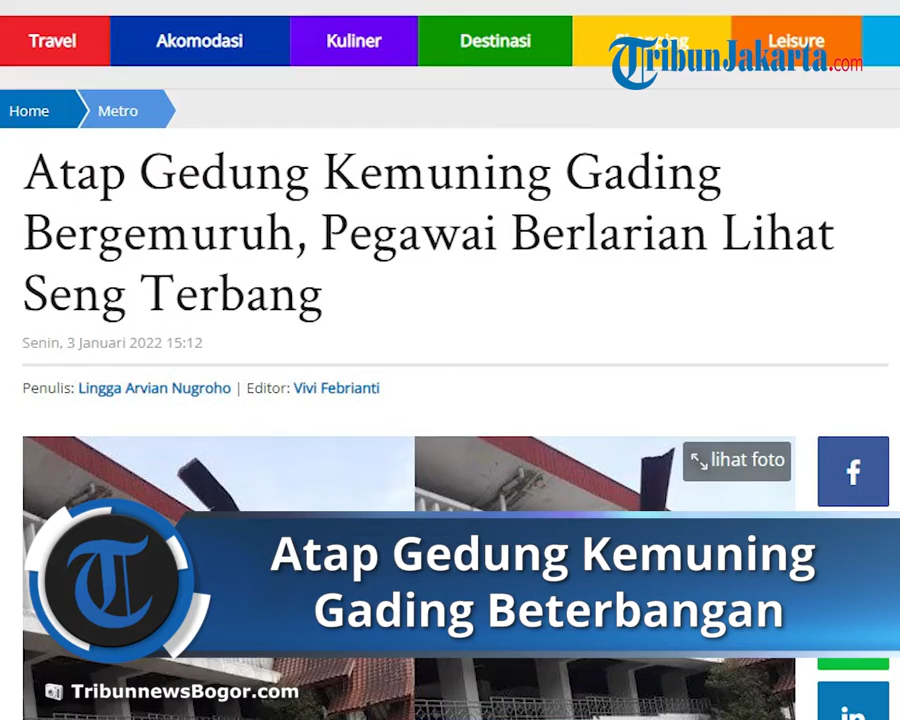 Travel
Akomodasi
Kuliner
Destinasi
Shopping
Leisure
TribunJakarta.com
Home
Metro
Atap Gedung Kemuning Gading
Bergemuruh, Pegawai Berlarian Lihat
Seng Terbang
Senin, 3 Januari 2022 15:12
Penulis: Lingga Arvian Nugroho | Editor: Vivi Febrianti
lihat foto
f
T
Atap Gedung Kemuning
Gading Beterbangan
TribunnewsBogor.com
in